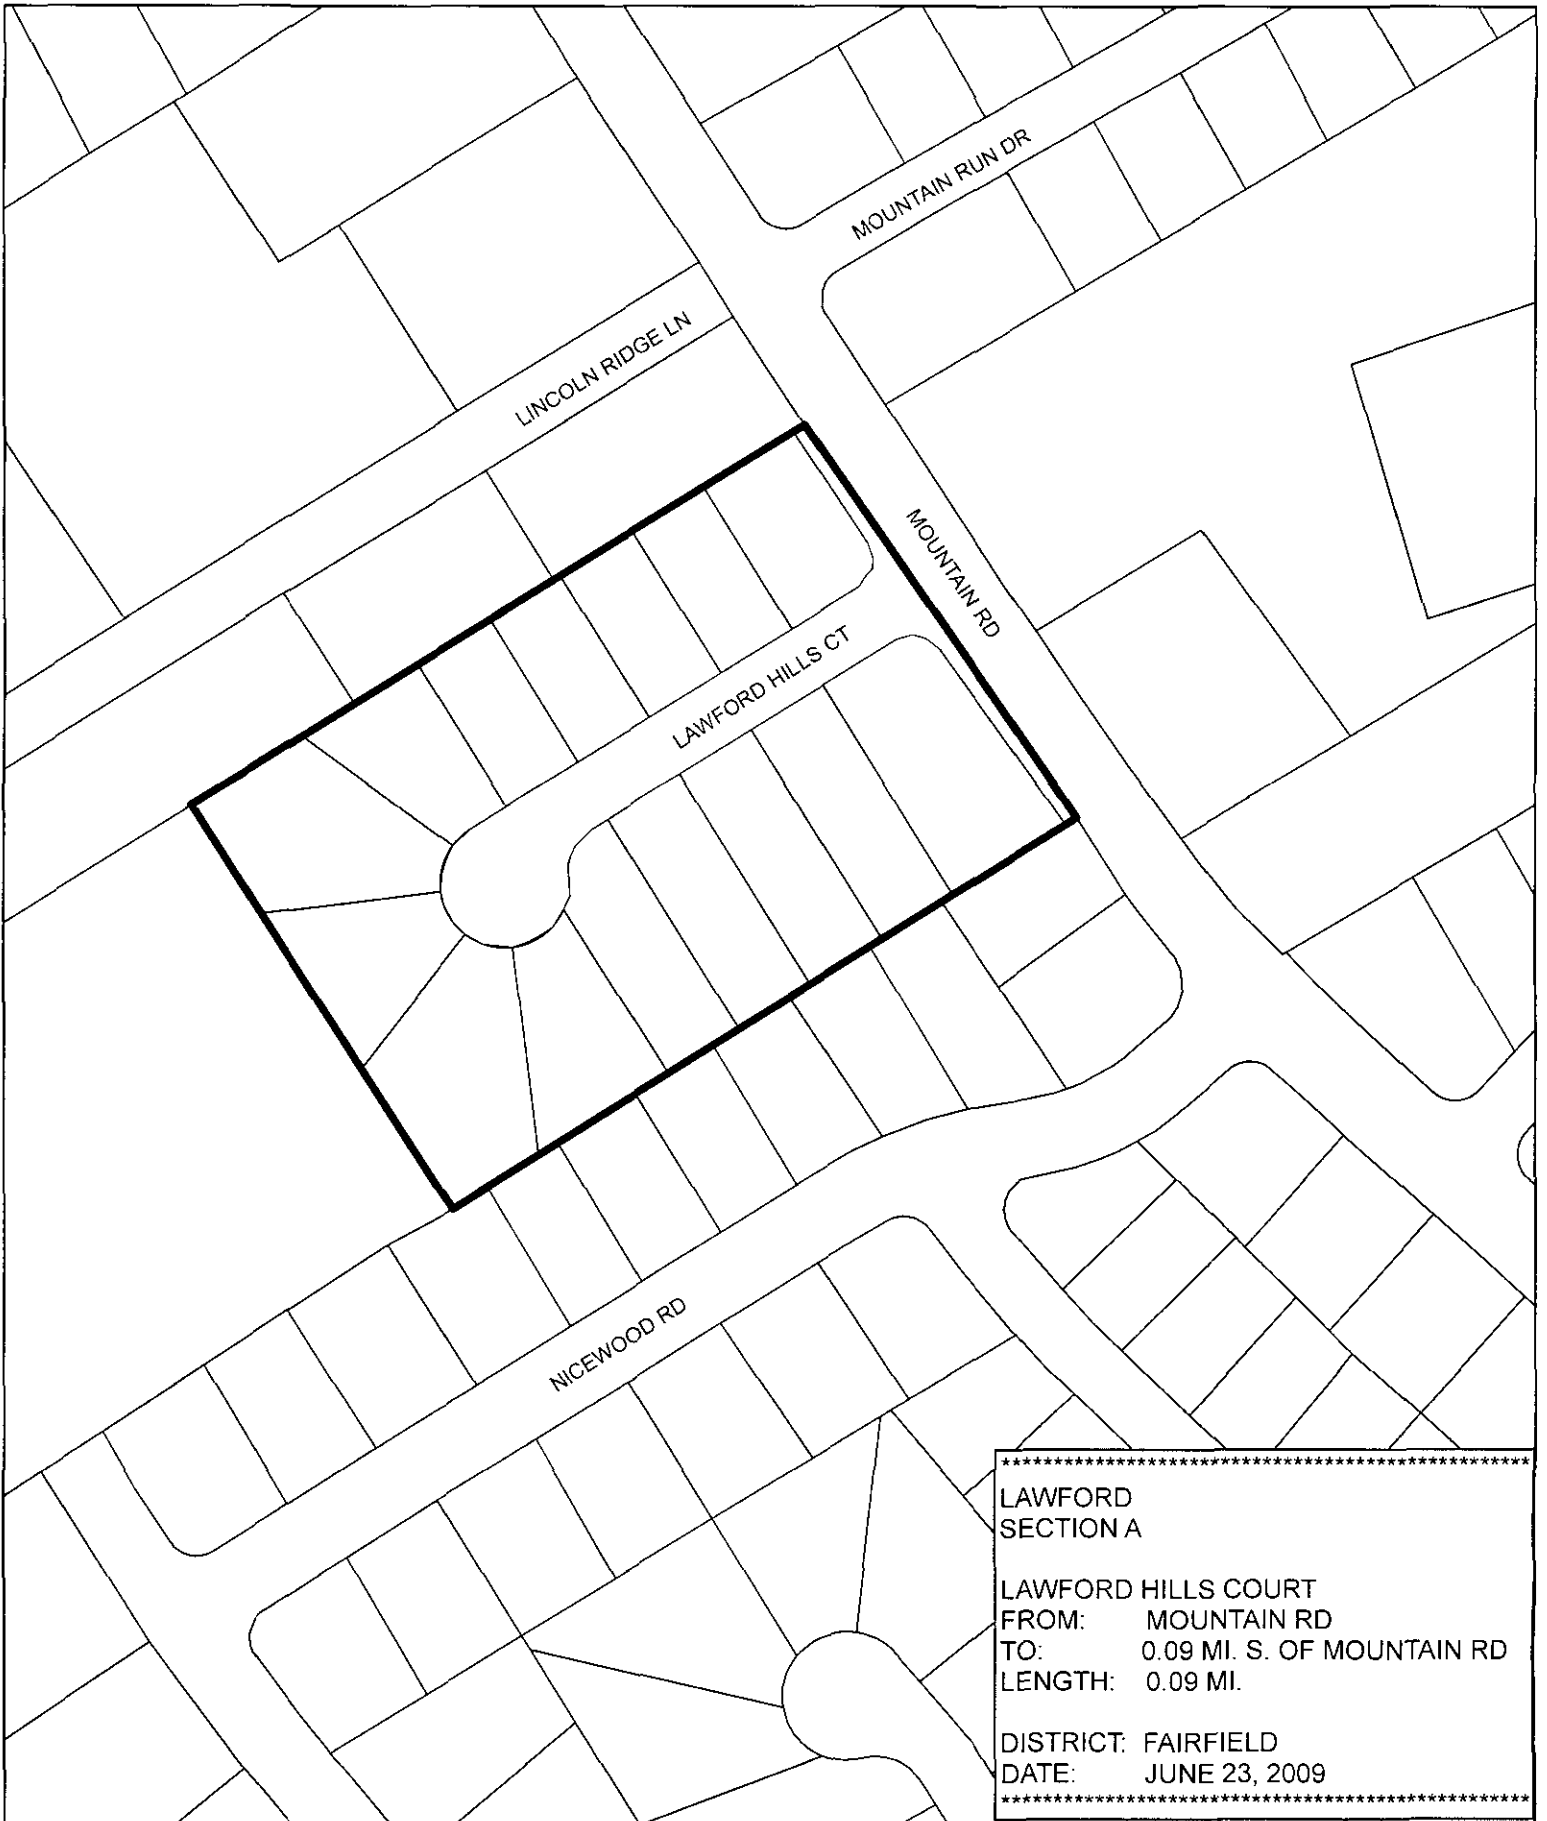 MOUNTAIN RUN DR
LINCOLN RIDGE LN
MOUNTAIN RD
LAWFORD HILLS CT
NICEWOOD RD
***************************************************
LAWFORD
SECTION A
LAWFORD HILLS COURT
FROM: MOUNTAIN RD
TO: 0.09 MI. S. OF MOUNTAIN RD
LENGTH: 0.09 MI.
DISTRICT: FAIRFIELD
DATE: JUNE 23, 2009
***************************************************